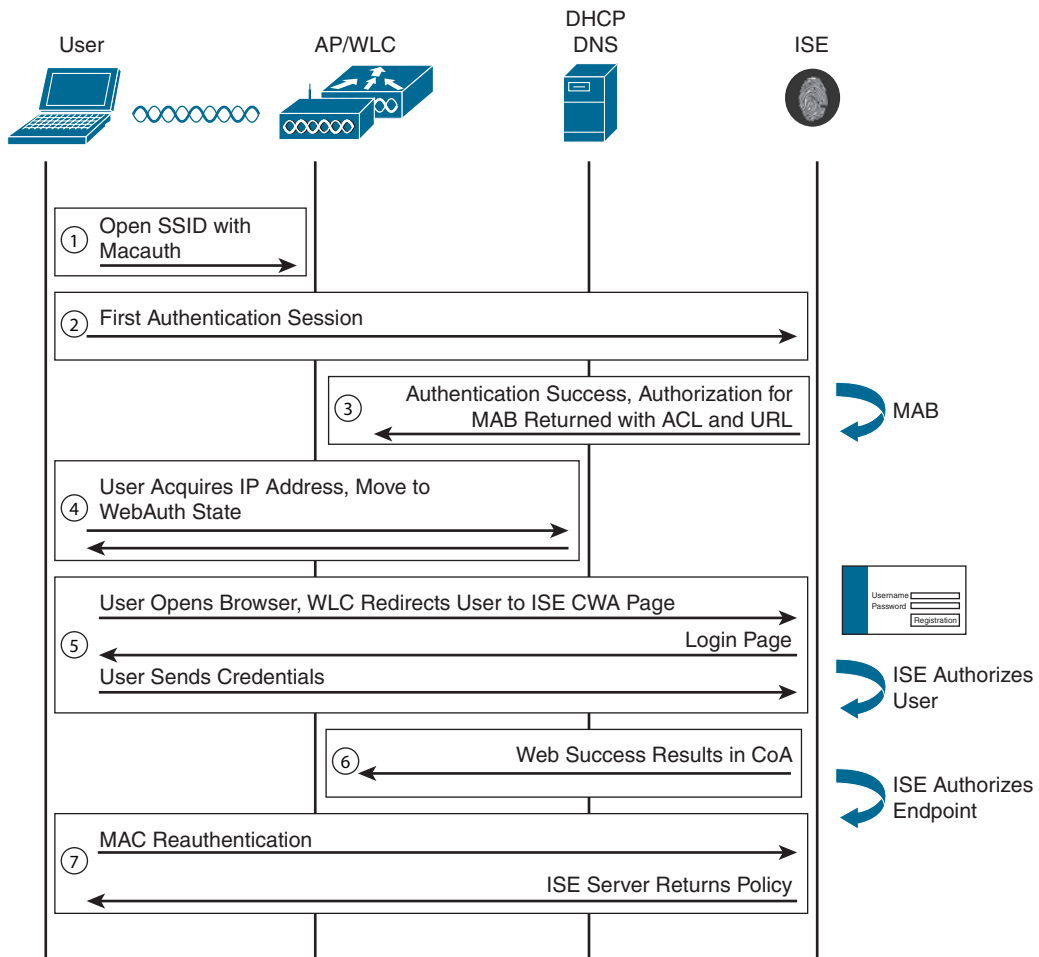 User
AP/WLC
DHCP
DNS
ISE
1
Open SSID with
Macauth
2
First Authentication Session
3
Authentication Success, Authorization for
MAB Returned with ACL and URL
MAB
4
User Acquires IP Address, Move to
WebAuth State
5
User Opens Browser, WLC Redirects User to ISE CWA Page
Login Page
User Sends Credentials
Username
Password
Registration
ISE Authorizes
User
6
Web Success Results in CoA
ISE Authorizes
Endpoint
7
MAC Reauthentication
ISE Server Returns Policy